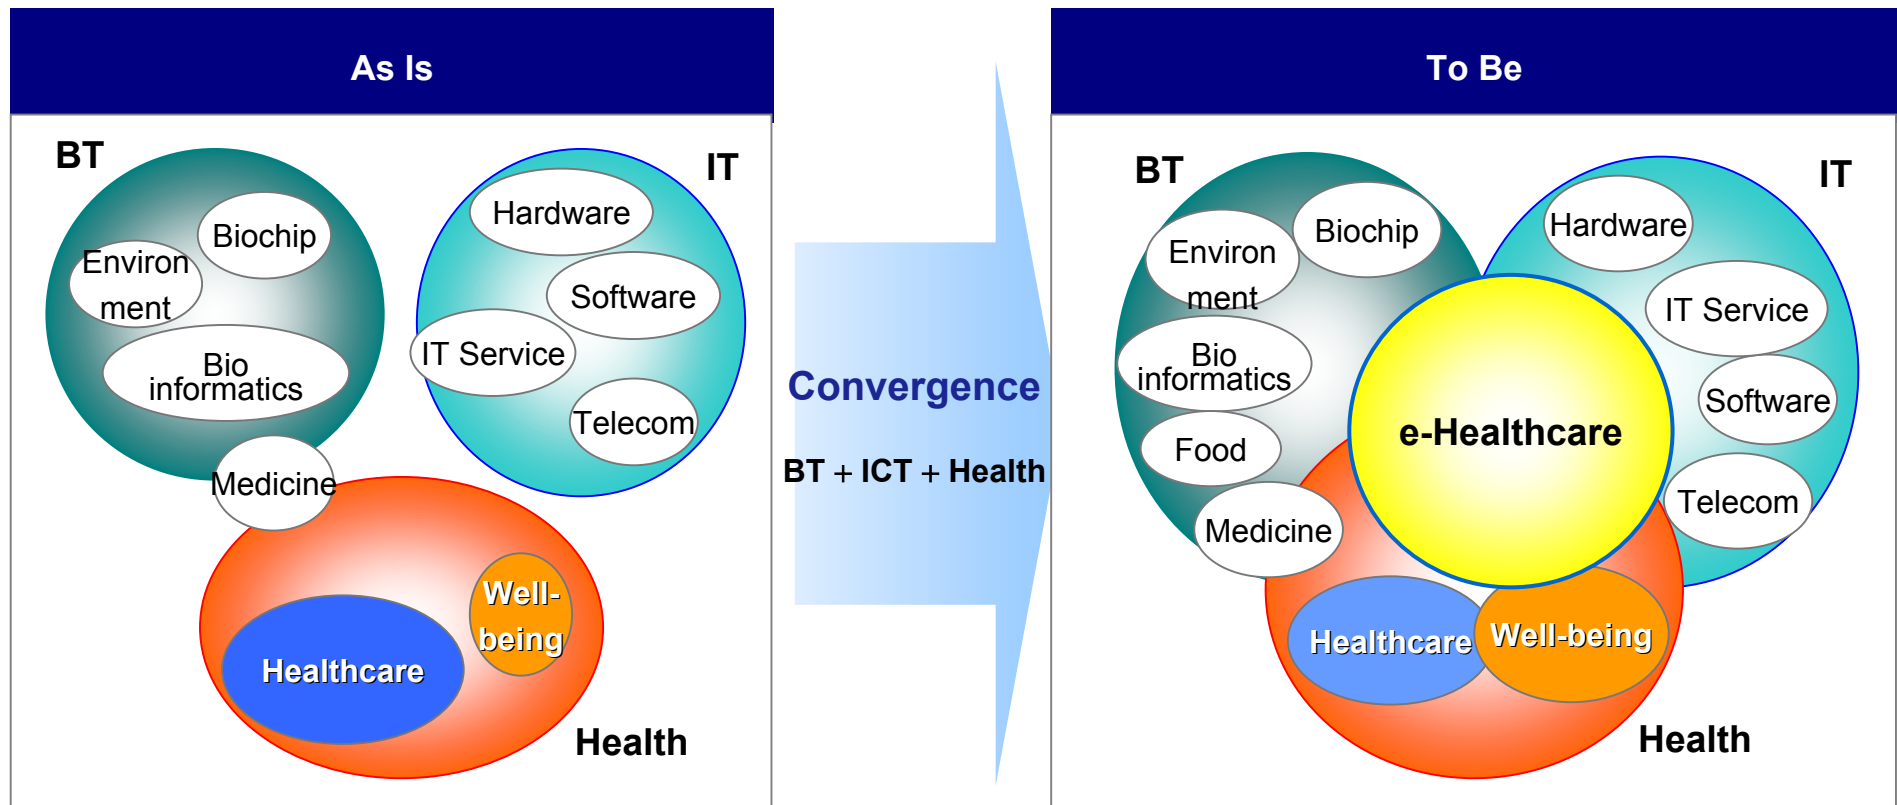 As Is
BT
IT
Biochip
Environ
ment
Bio
informatics
Medicine
Hardware
Software
IT Service
Telecom
Well-
being
Healthcare
Health
Convergence
BT + ICT + Health
To Be
BT
IT
Biochip
Environ
ment
Bio
informatics
Food
Medicine
Hardware
IT Service
Software
Telecom
e-Healthcare
Healthcare
Well-being
Health